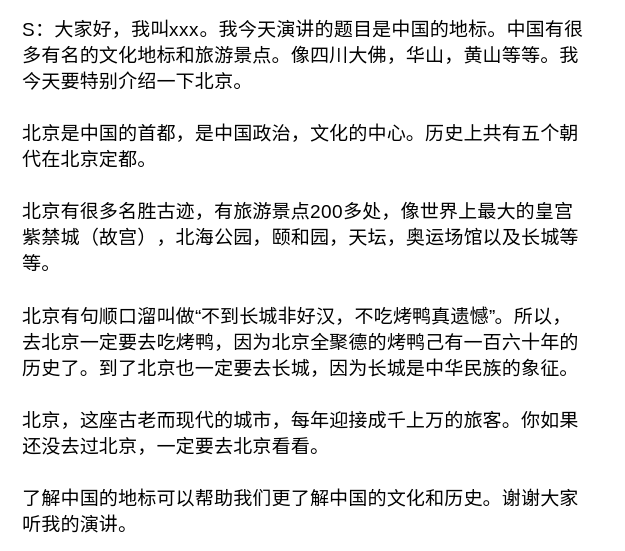 S：大家好，我叫xxx。我今天演讲的题目是中国的地标。中国有很
多有名的文化地标和旅游景点。像四川大佛，华山，黄山等等。我
今天要特别介绍一下北京。
北京是中国的首都，是中国政治，文化的中心。历史上共有五个朝
代在北京定都。
北京有很多名胜古迹，有旅游景点200多处，像世界上最大的皇宫
紫禁城（故宫），北海公园，颐和园，天坛，奥运场馆以及长城等
等。
北京有句顺口溜叫做“不到长城非好汉，不吃烤鸭真遗憾”。所以，
去北京一定要去吃烤鸭，因为北京全聚德的烤鸭己有一百六十年的
历史了。到了北京也一定要去长城，因为长城是中华民族的象征。
北京，这座古老而现代的城市，每年迎接成千上万的旅客。你如果
还没去过北京，一定要去北京看看。
了解中国的地标可以帮助我们更了解中国的文化和历史。谢谢大家
听我的演讲。